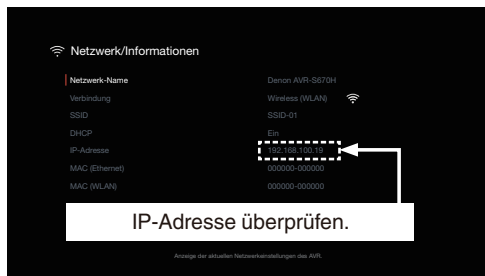 Netzwerk/Informationen
Netzwerk-Name Denon AVR-S670H
Verbindung Wireless (WLAN)
SSID SSID-01
DHCP Ein
IP-Adresse 192.168.100.19
MAC (Ethernet) 000000-000000
MAC (WLAN) 000000-000000
IP-Adresse überprüfen.
Anzeige der aktuellen Netzwerkeinstellungen des AVR.